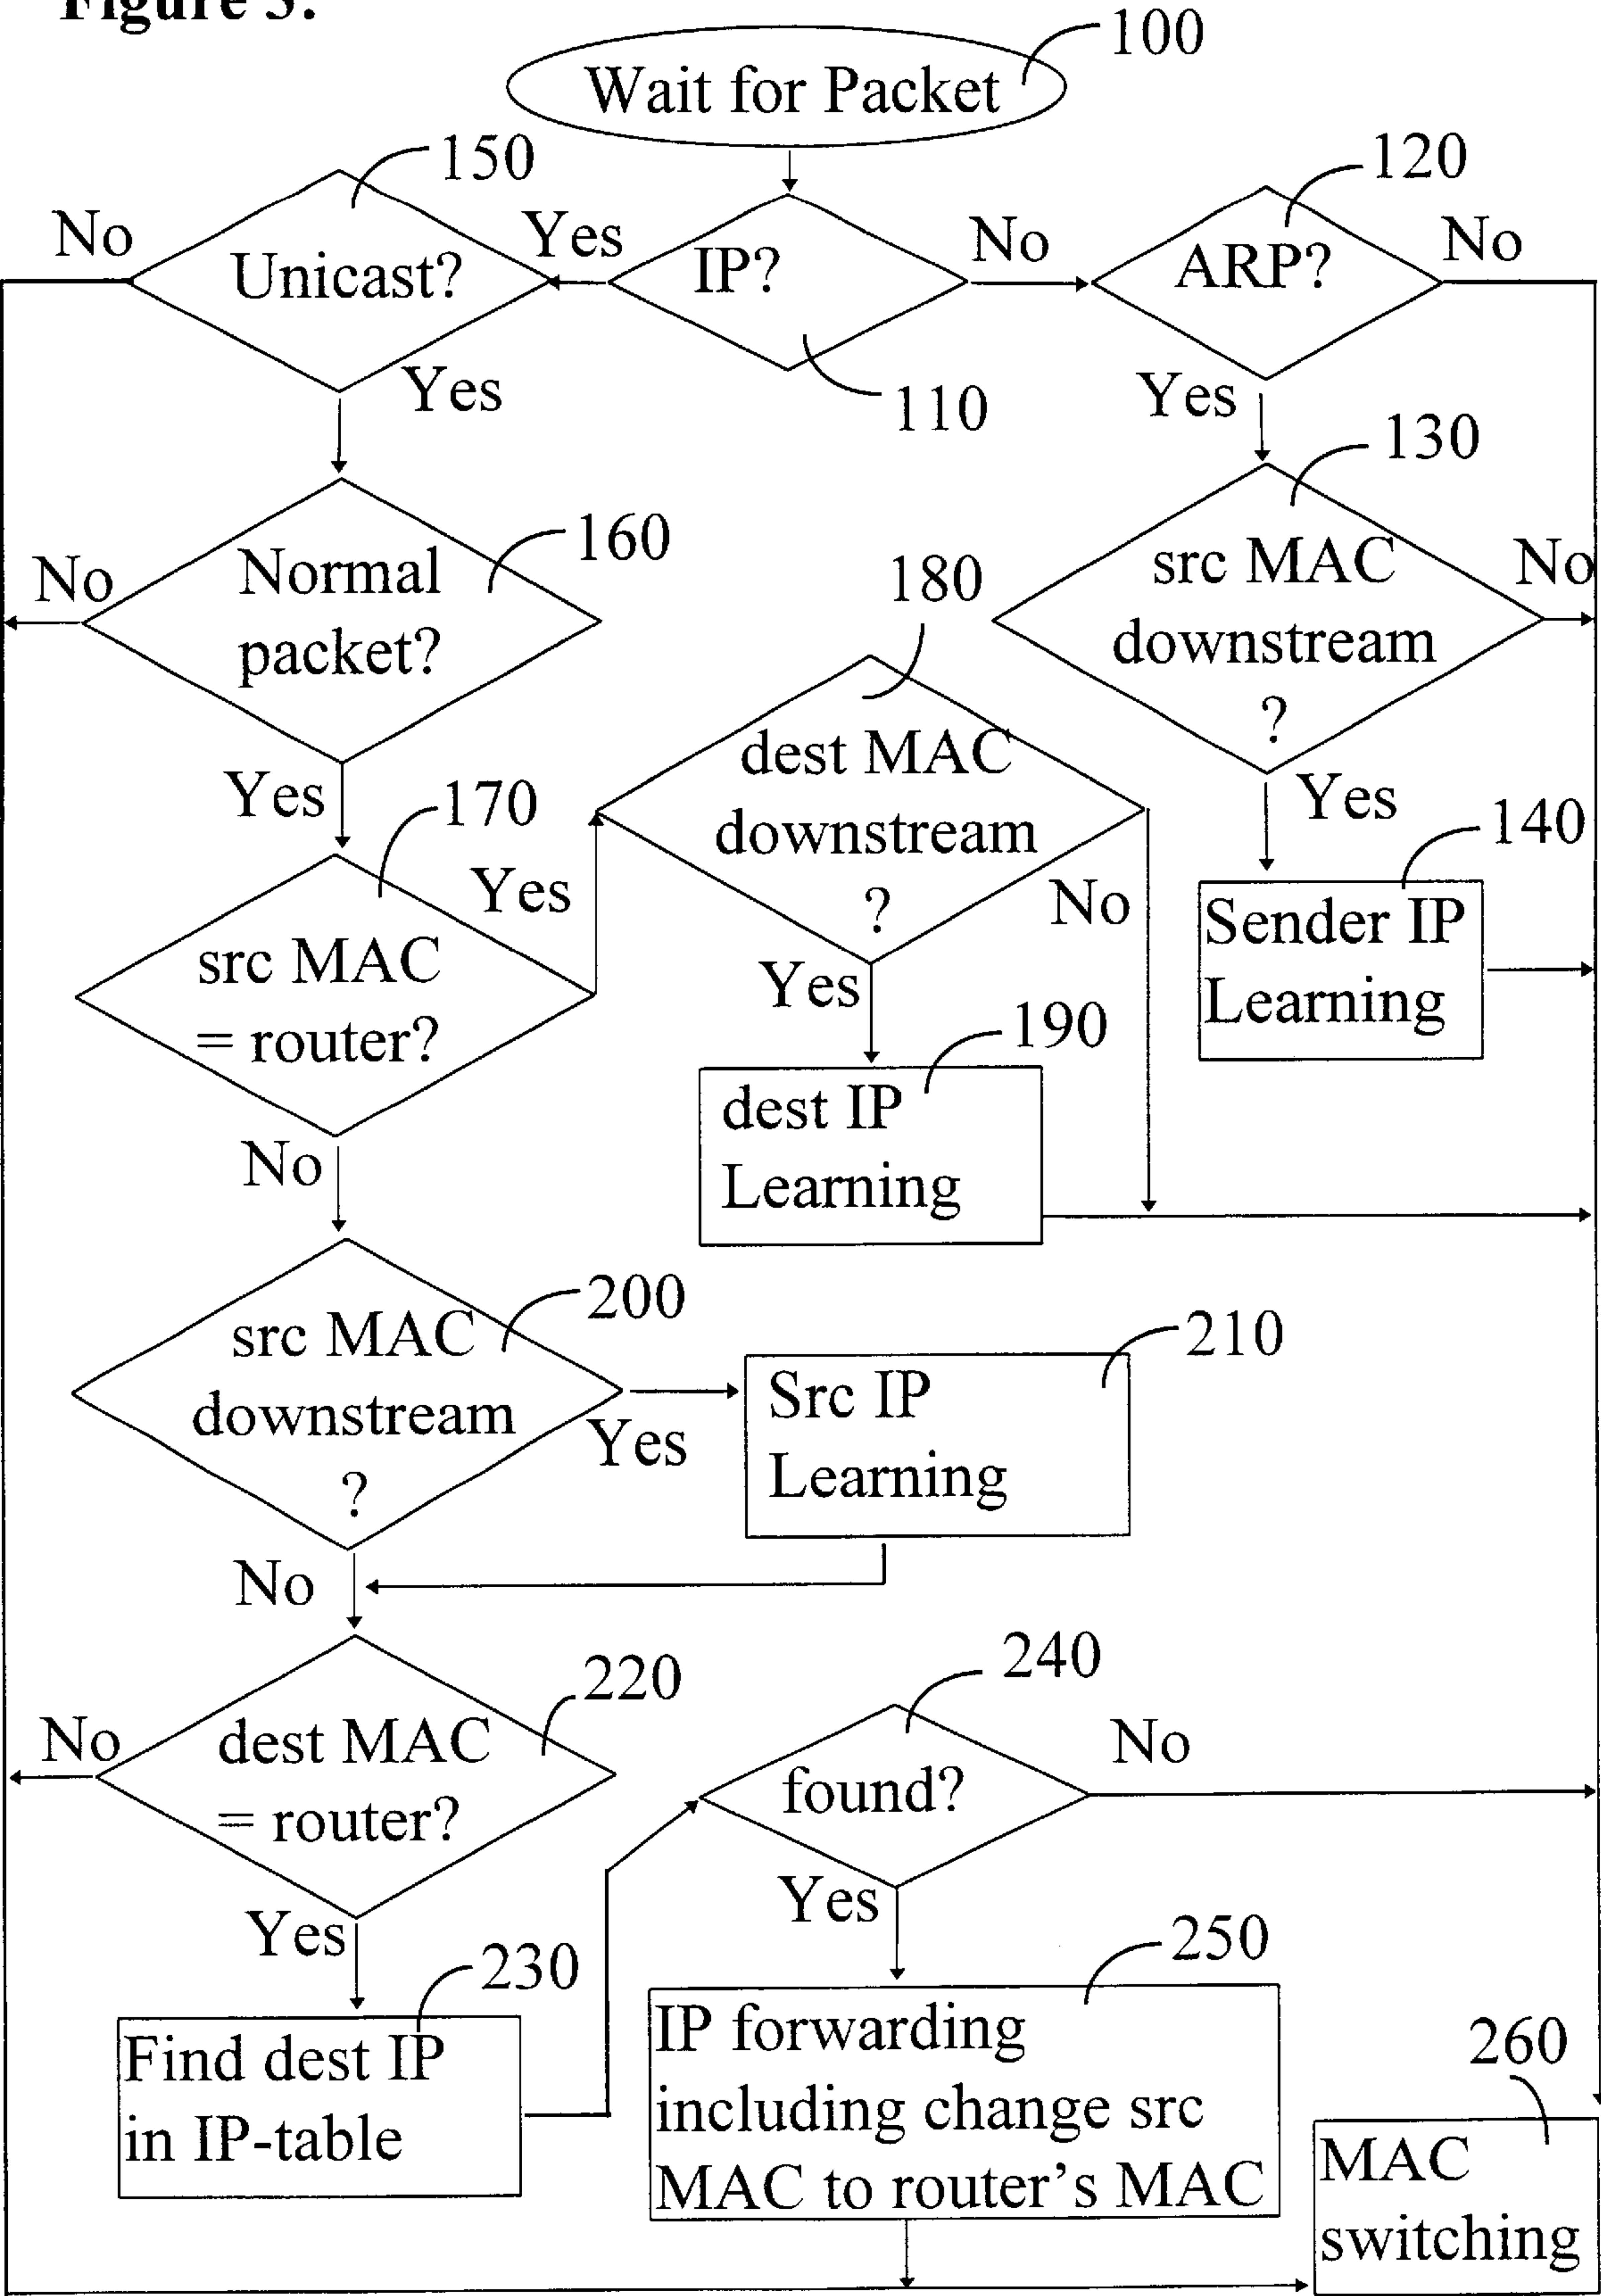 Figure 3.
100
Wait for Packet
150
120
No
Unicast?
Yes
IP?
No
ARP?
No
Yes
110
Yes
130
160
No
Normal
packet?
180
src MAC
downstream
?
No
dest MAC
downstream
?
Yes
170
Yes
Yes
140
src MAC
= router?
No
Sender IP
Learning
Yes
190
dest IP
Learning
No
200
src MAC
downstream
?
210
Yes
Src IP
Learning
No
220
240
No
dest MAC
= router?
found?
No
Yes
Yes
230
250
Find dest IP
in IP-table
IP forwarding
including change src
MAC to router's MAC
260
MAC
switching